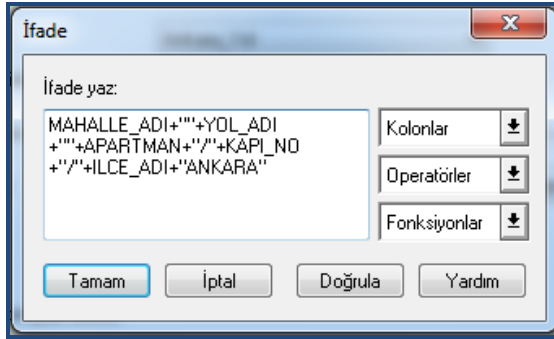 İfade
İfade yaz:
MAHALLE_ADI+""+YOL_ADI
+""+APARTMAN+"/"+KAPI_NO
+"/"+ILCE_ADI+"ANKARA"
Kolonlar
Operatörler
Fonksiyonlar
Tamam İptal Doğrula Yardım